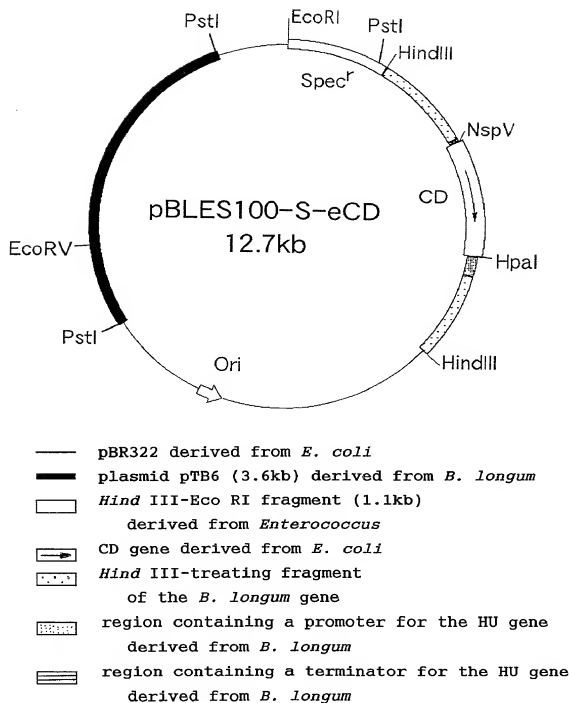 EcoRI
PstI
PstI
HindIII
Specʳ
NspV
CD
pBLES100-S-eCD
12.7kb
EcoRV
HpaI
PstI
Ori
HindIII
pBR322 derived from E. coli
plasmid pTB6 (3.6kb) derived from B. longum
Hind III-Eco RI fragment (1.1kb)
derived from Enterococcus
CD gene derived from E. coli
Hind III-treating fragment
of the B. longum gene
region containing a promoter for the HU gene
derived from B. longum
region containing a terminator for the HU gene
derived from B. longum